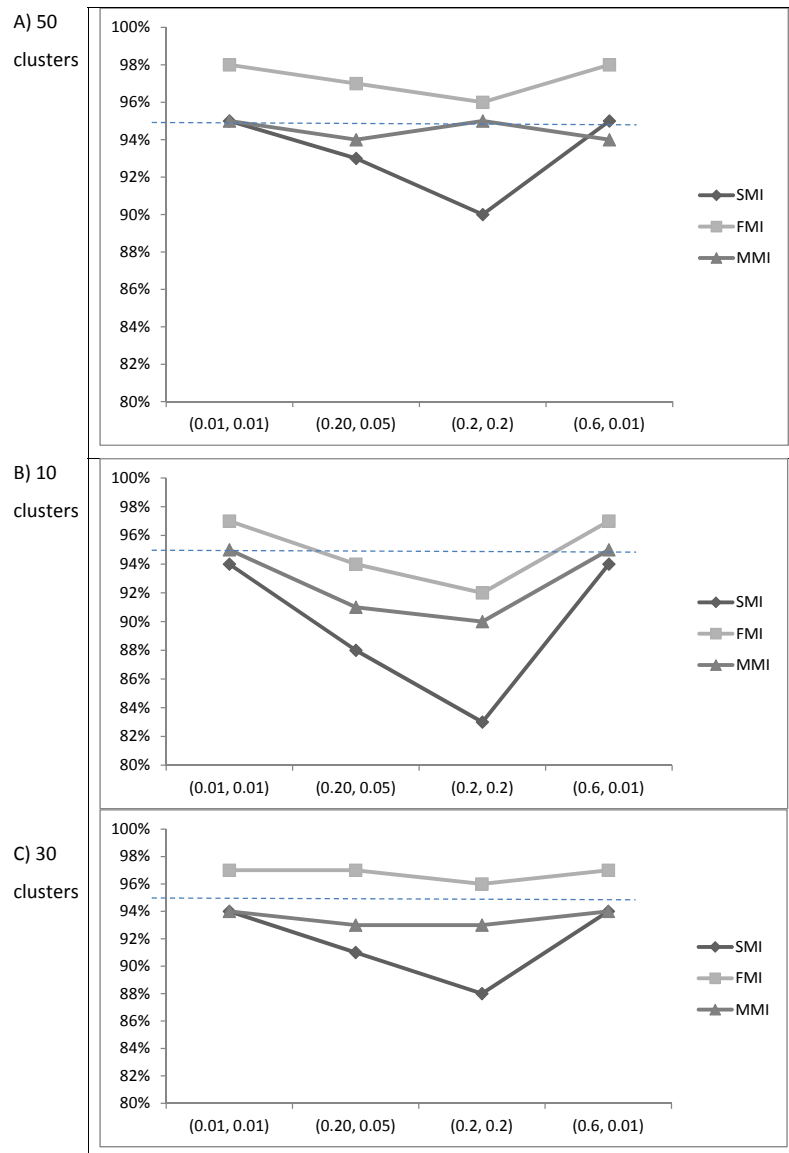 A) 50
clusters
100%
98%
96%
94%
92%
90%
88%
86%
84%
82%
80%
(0.01, 0.01) (0.20, 0.05) (0.2, 0.2) (0.6, 0.01)
SMI
FMI
MMI
B) 10
clusters
100%
98%
96%
94%
92%
90%
88%
86%
84%
82%
80%
(0.01, 0.01) (0.20, 0.05) (0.2, 0.2) (0.6, 0.01)
SMI
FMI
MMI
C) 30
clusters
100%
98%
96%
94%
92%
90%
88%
86%
84%
82%
80%
(0.01, 0.01) (0.20, 0.05) (0.2, 0.2) (0.6, 0.01)
SMI
FMI
MMI